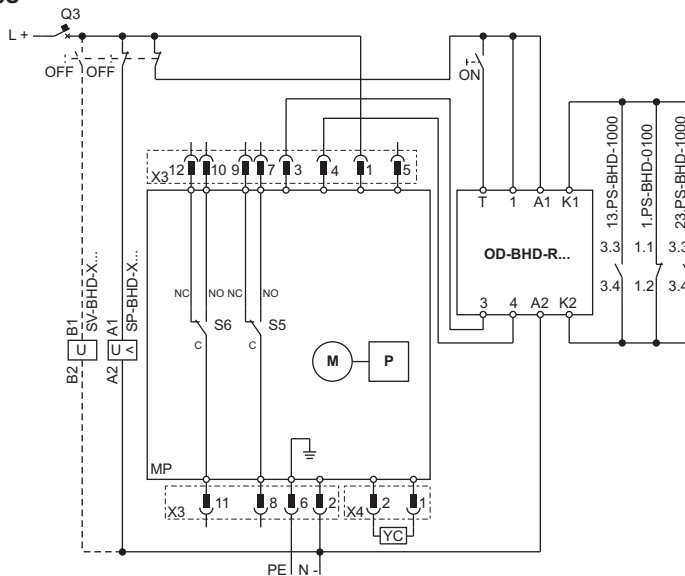 Q3
L +
OFF
OFF
ON
X3
12
10
9
7
3
4
1
5
T
1
A1
K1
OD-BHD-R...
3
4
A2
K2
13.PS-BHD-1000
1.PS-BHD-0100
23.PS-BHD-1000
3.3
3.4
1.1
1.2
3.3
3.4
NC
NO
NC
NO
S6
S5
C
C
M
P
B1
SV-BHD-X...
U
B2
A1
SP-BHD-X...
U <
A2
MP
X3
11
8
6
2
X4
2
1
YC
PE
N -